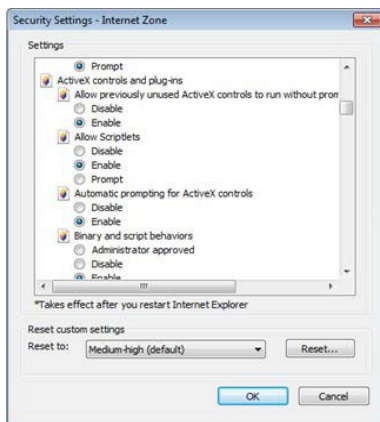 Security Settings - Internet Zone
Settings
Prompt
ActiveX controls and plug-ins
Allow previously unused ActiveX controls to run without prom
Disable
Enable
Allow Scriptlets
Disable
Enable
Prompt
Automatic prompting for ActiveX controls
Disable
Enable
Binary and script behaviors
Administrator approved
Disable
Enable
*Takes effect after you restart Internet Explorer
Reset custom settings
Reset to: Medium-high (default) Reset...
OK Cancel